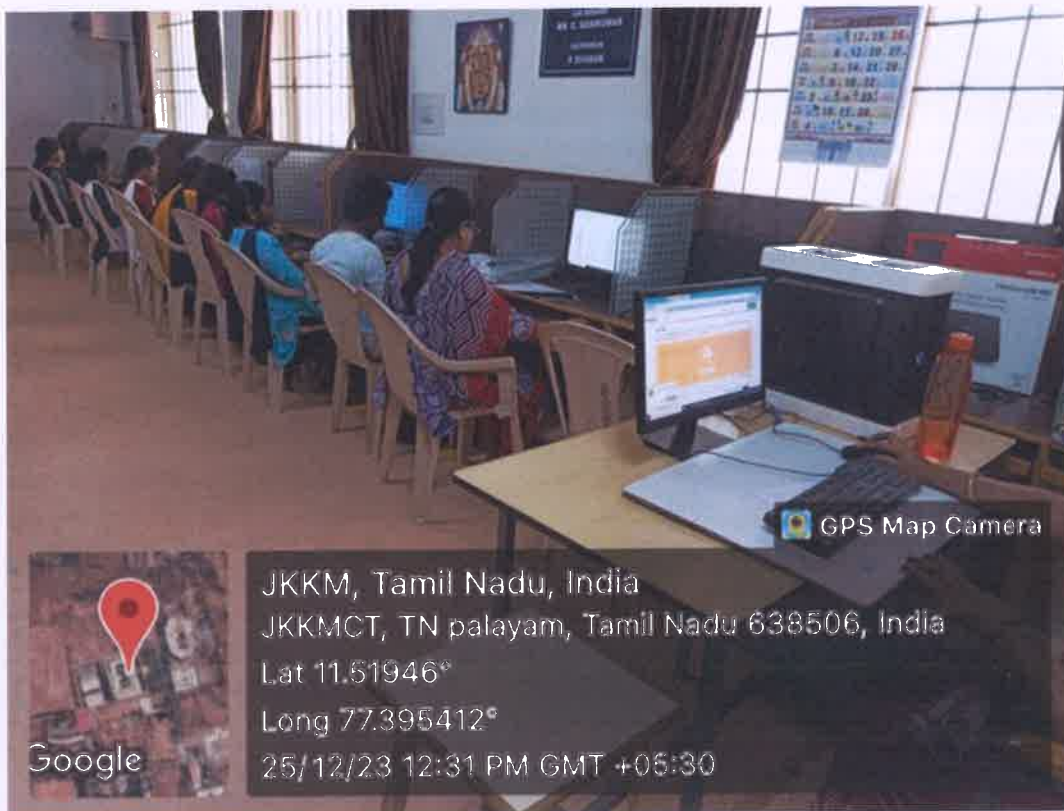 GPS Map Camera
JKKM, Tamil Nadu, India
JKKMCT, TN palayam, Tamil Nadu 638506, India
Lat 11.51946°
Long 77.395412°
25/12/23 12:31 PM GMT +05:30
Google